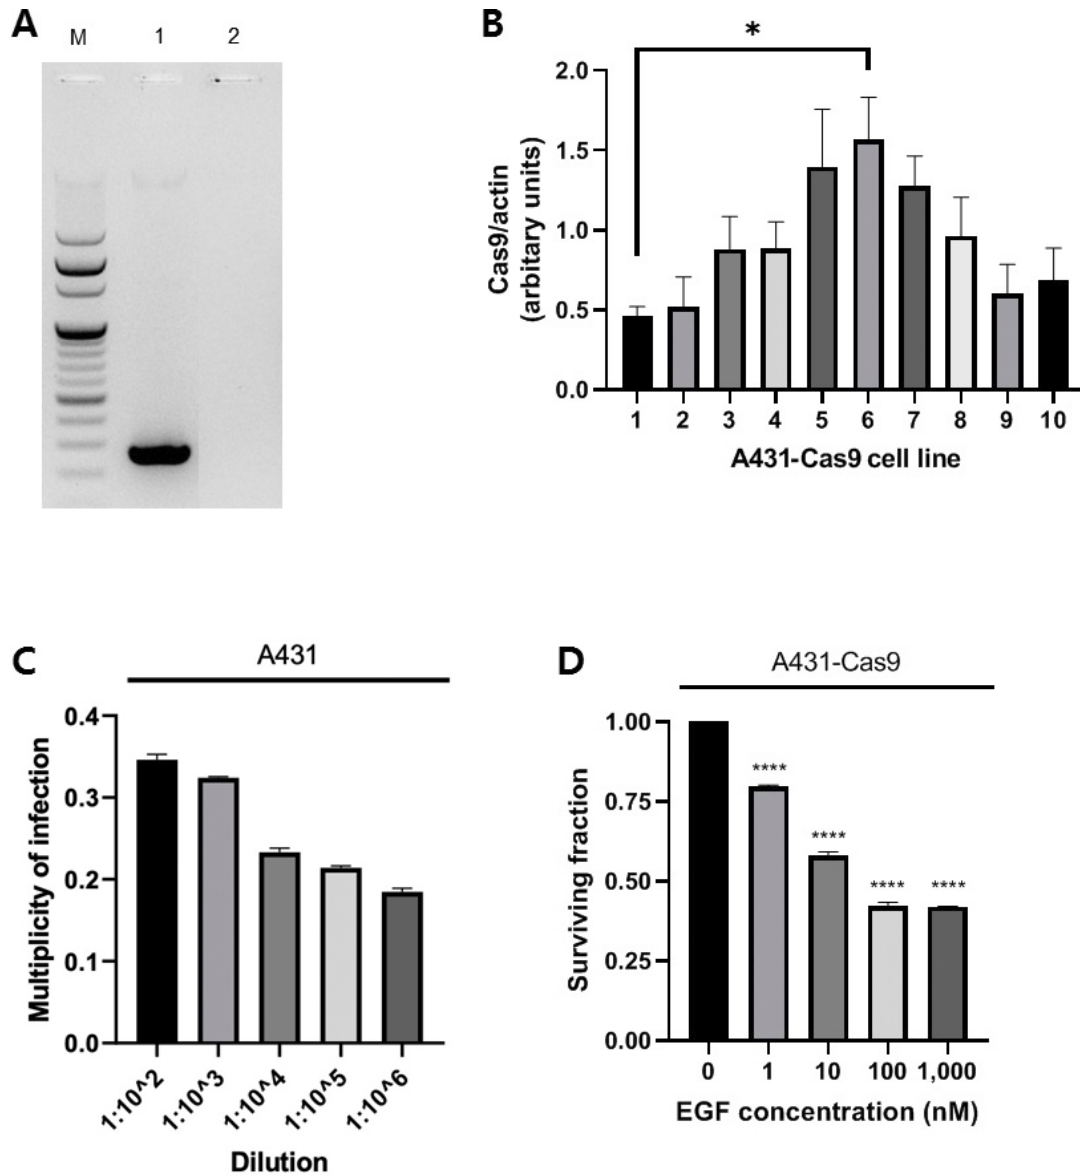 A
M 1 2
B
*
2.0
1.5
1.0
0.5
0.0
Cas9/actin
(arbitary units)
1 2 3 4 5 6 7 8 9 10
A431-Cas9 cell line
C
A431
0.4
0.3
0.2
0.1
0.0
Multiplicity of infection
1:10^2 1:10^3 1:10^4 1:10^5 1:10^6
Dilution
D
A431-Cas9
1.00
0.75
0.50
0.25
0.00
Surviving fraction
****
****
**** ****
0 1 10 100 1,000
EGF concentration (nM)